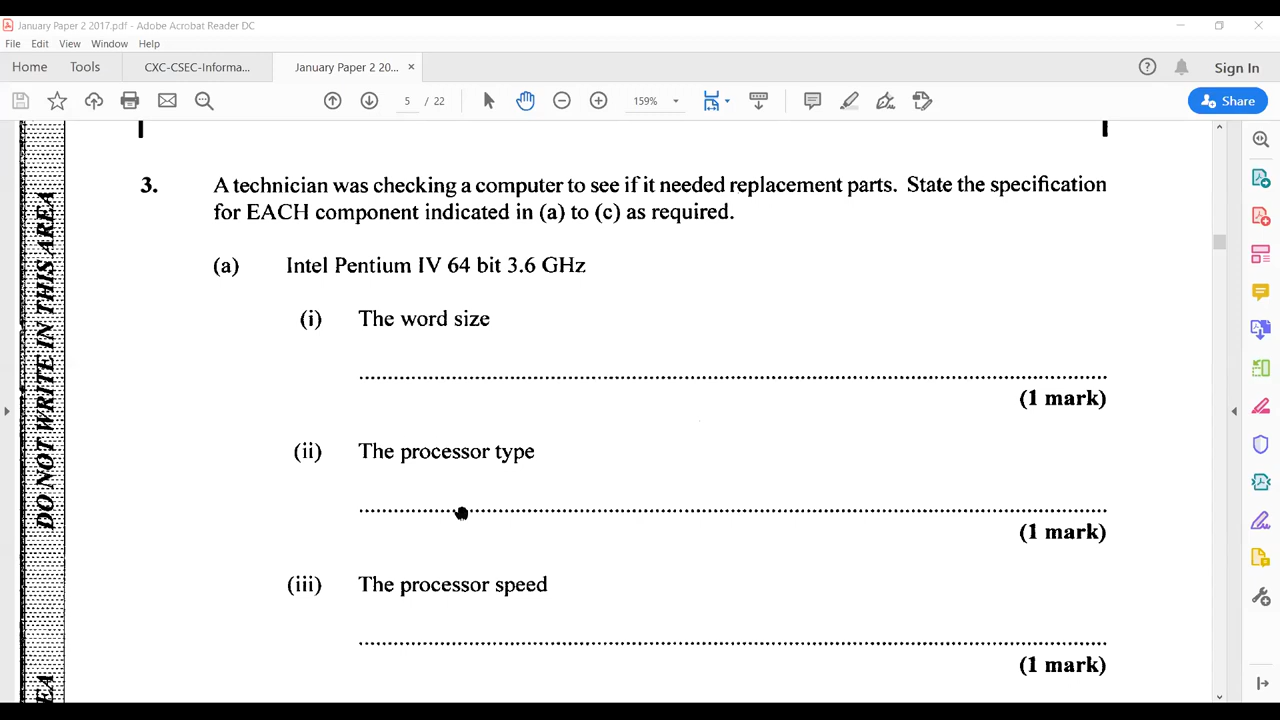 January Paper 2 2017.pdf - Adobe Acrobat Reader DC
File Edit View Window Help
Home Tools CXC-CSEC-Informa... January Paper 2 20... × Sign In
5 / 22 159% Share
3. A technician was checking a computer to see if it needed replacement parts. State the specification
for EACH component indicated in (a) to (c) as required.
(a) Intel Pentium IV 64 bit 3.6 GHz
(i) The word size
(1 mark)
(ii) The processor type
(1 mark)
(iii) The processor speed
(1 mark)
DO NOT WRITE IN THIS AREA
EA